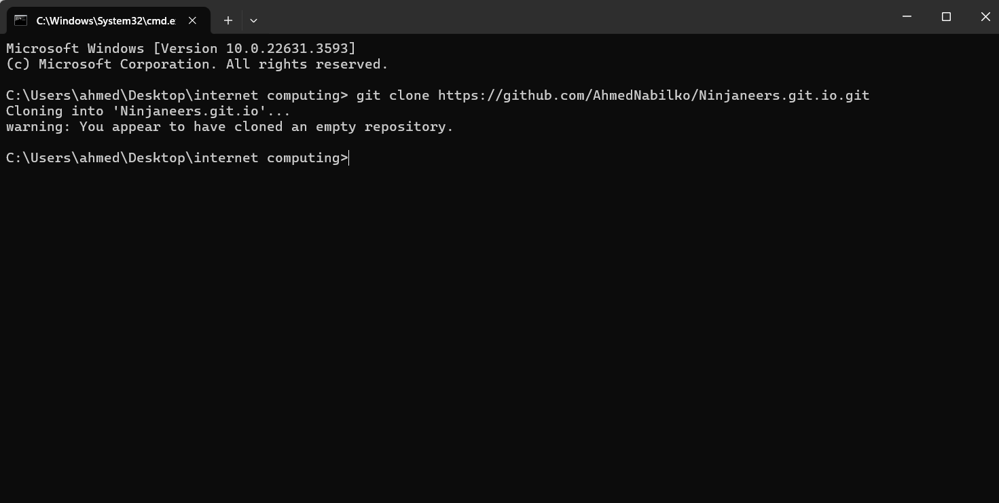 C:\Windows\System32\cmd.e
Microsoft Windows [Version 10.0.22631.3593]
(c) Microsoft Corporation. All rights reserved.
C:\Users\ahmed\Desktop\internet computing> git clone https://github.com/AhmedNabilko/Ninjaneers.git.io.git
Cloning into 'Ninjaneers.git.io'...
warning: You appear to have cloned an empty repository.
C:\Users\ahmed\Desktop\internet computing>